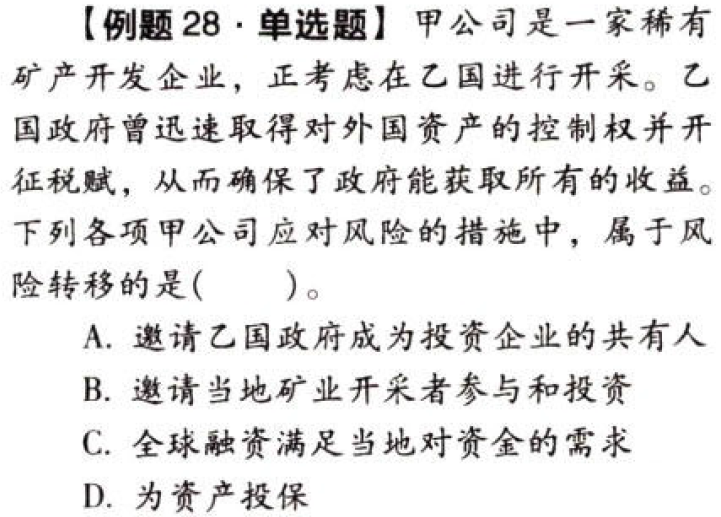 【例题 28·单选题】 甲公司是一家稀有
矿产开发企业，正考虑在乙国进行开采。乙
国政府曾迅速取得对外国资产的控制权并开
征税赋，从而确保了政府能获取所有的收益。
下列各项甲公司应对风险的措施中，属于风
险转移的是(　　)。
A. 邀请乙国政府成为投资企业的共有人
B. 邀请当地矿业开采者参与和投资
C. 全球融资满足当地对资金的需求
D. 为资产投保